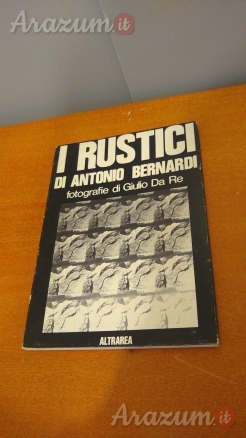 Arazum.it
I RUSTICI
DI ANTONIO BERNARDI
fotografie di Giulio Da Re
ALTRAREA
Arazum.it